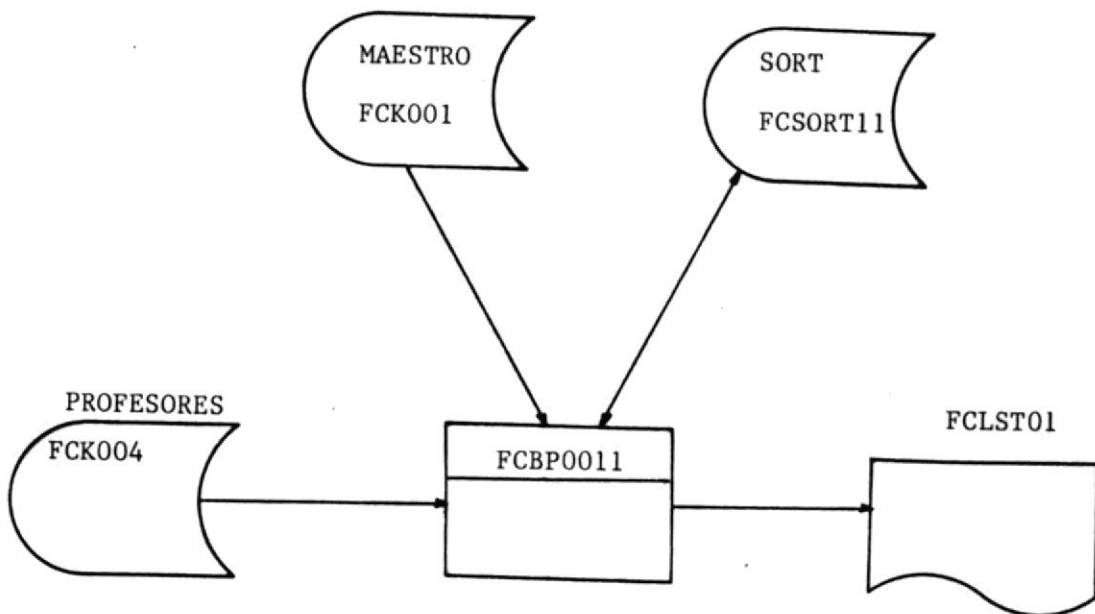 MAESTRO
FCK001
SORT
FCSORT11
PROFESORES
FCK004
FCBP0011
FCLST01